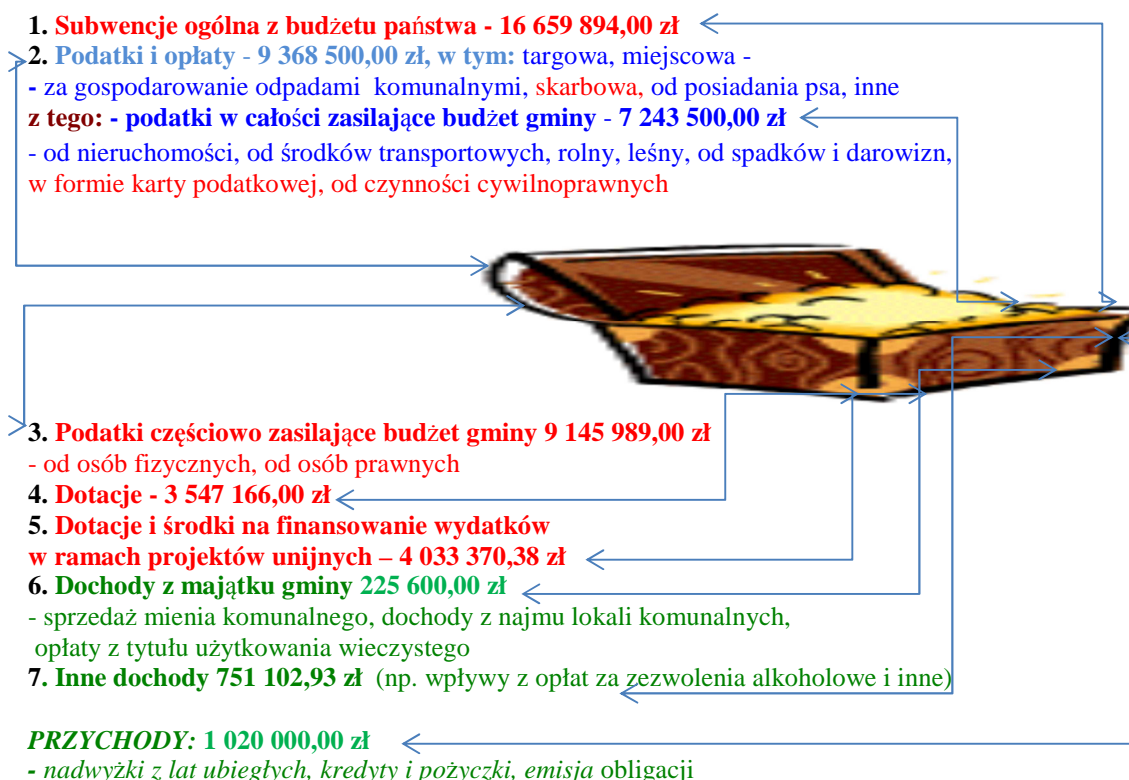 1. Subwencje ogólna z budżetu państwa - 16 659 894,00 zł
2. Podatki i opłaty - 9 368 500,00 zł, w tym: targowa, miejscowa -
- za gospodarowanie odpadami komunalnymi, skarbowa, od posiadania psa, inne
z tego: - podatki w całości zasilające budżet gminy - 7 243 500,00 zł
- od nieruchomości, od środków transportowych, rolny, leśny, od spadków i darowizn,
w formie karty podatkowej, od czynności cywilnoprawnych
3. Podatki częściowo zasilające budżet gminy 9 145 989,00 zł
- od osób fizycznych, od osób prawnych
4. Dotacje - 3 547 166,00 zł
5. Dotacje i środki na finansowanie wydatków
w ramach projektów unijnych – 4 033 370,38 zł
6. Dochody z majątku gminy 225 600,00 zł
- sprzedaż mienia komunalnego, dochody z najmu lokali komunalnych,
opłaty z tytułu użytkowania wieczystego
7. Inne dochody 751 102,93 zł (np. wpływy z opłat za zezwolenia alkoholowe i inne)
PRZYCHODY: 1 020 000,00 zł
- nadwyżki z lat ubiegłych, kredyty i pożyczki, emisja obligacji